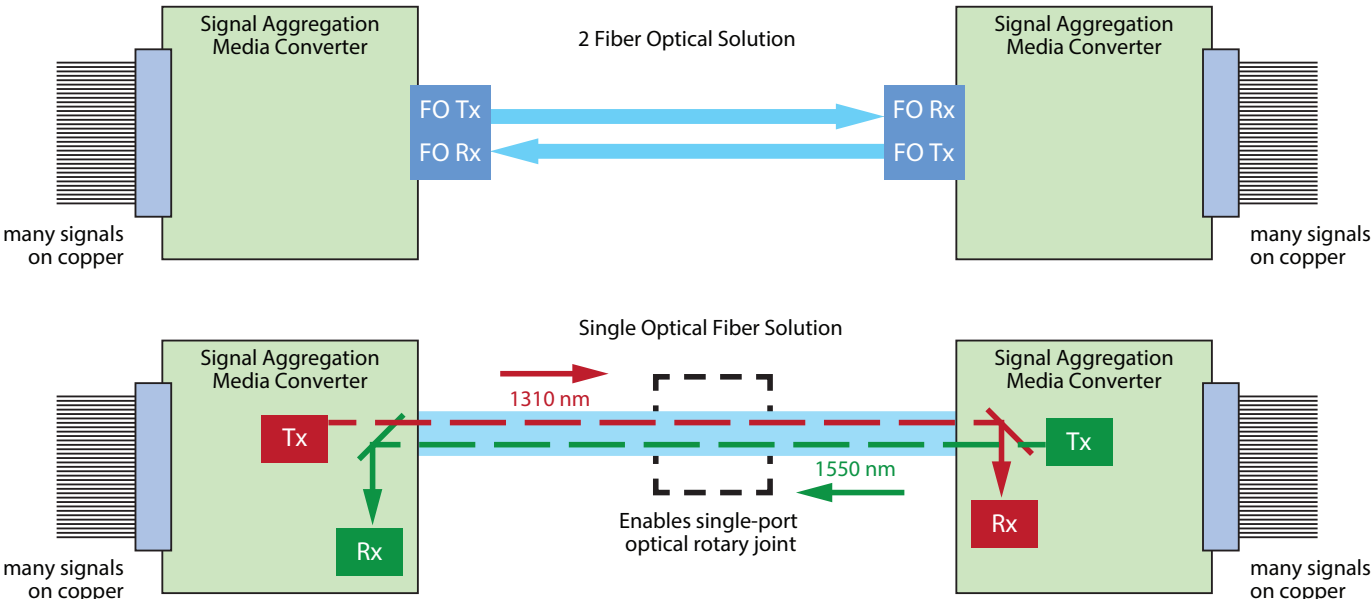 Signal Aggregation
Media Converter
2 Fiber Optical Solution
Signal Aggregation
Media Converter
FO Tx
FO Rx
FO Rx
FO Tx
many signals
on copper
many signals
on copper
Single Optical Fiber Solution
Signal Aggregation
Media Converter
Signal Aggregation
Media Converter
1310 nm
Tx
Tx
1550 nm
Rx
Rx
Enables single-port
optical rotary joint
many signals
on copper
many signals
on copper